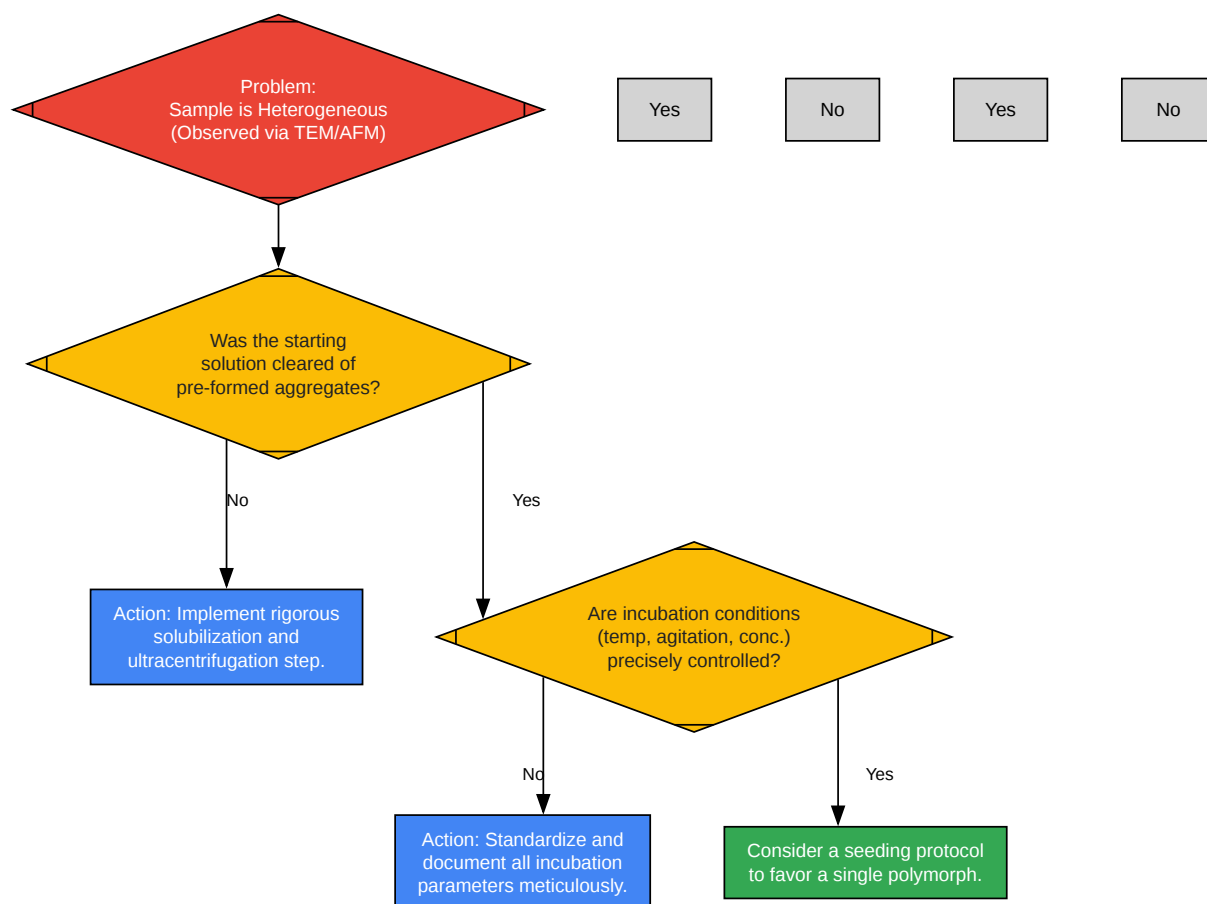 Problem:
Sample is Heterogeneous
(Observed via TEM/AFM)
Yes
No
Yes
No
Was the starting
solution cleared of
pre-formed aggregates?
No
Yes
Action: Implement rigorous
solubilization and
ultracentrifugation step.
Are incubation conditions
(temp, agitation, conc.)
precisely controlled?
No
Yes
Action: Standardize and
document all incubation
parameters meticulously.
Consider a seeding protocol
to favor a single polymorph.